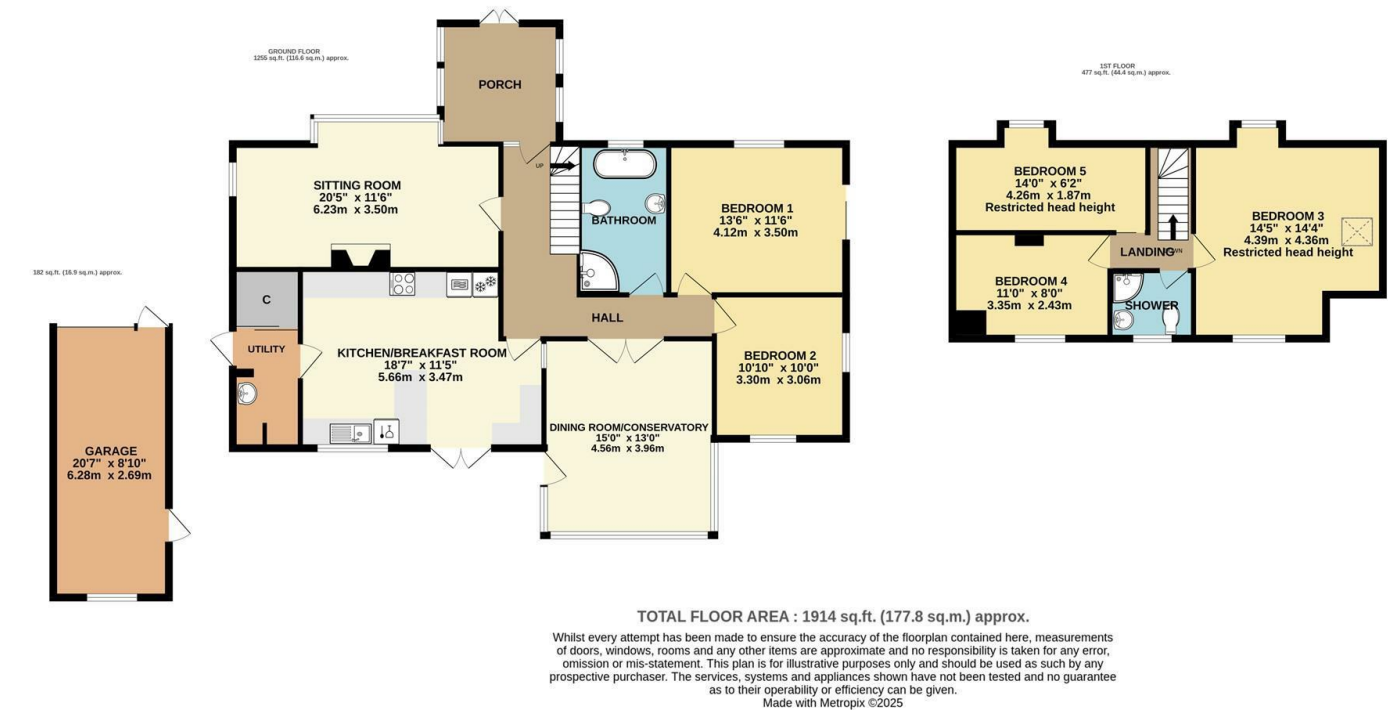 GROUND FLOOR
1255 sq.ft. (116.6 sq.m.) approx.
1ST FLOOR
477 sq.ft. (44.4 sq.m.) approx.
182 sq.ft. (16.9 sq.m.) approx.
PORCH
UP
SITTING ROOM
20'5" x 11'6"
6.23m x 3.50m
BATHROOM
BEDROOM 1
13'6" x 11'6"
4.12m x 3.50m
C
UTILITY
HALL
KITCHEN/BREAKFAST ROOM
18'7" x 11'5"
5.66m x 3.47m
BEDROOM 2
10'10" x 10'0"
3.30m x 3.06m
DINING ROOM/CONSERVATORY
15'0" x 13'0"
4.56m x 3.96m
GARAGE
20'7" x 8'10"
6.28m x 2.69m
BEDROOM 5
14'0" x 6'2"
4.26m x 1.87m
Restricted head height
BEDROOM 3
14'5" x 14'4"
4.39m x 4.36m
Restricted head height
LANDING
BEDROOM 4
11'0" x 8'0"
3.35m x 2.43m
SHOWER
TOTAL FLOOR AREA : 1914 sq.ft. (177.8 sq.m.) approx.
Whilst every attempt has been made to ensure the accuracy of the floorplan contained here, measurements
of doors, windows, rooms and any other items are approximate and no responsibility is taken for any error,
omission or mis-statement. This plan is for illustrative purposes only and should be used as such by any
prospective purchaser. The services, systems and appliances shown have not been tested and no guarantee
as to their operability or efficiency can be given.
Made with Metropix ©2025